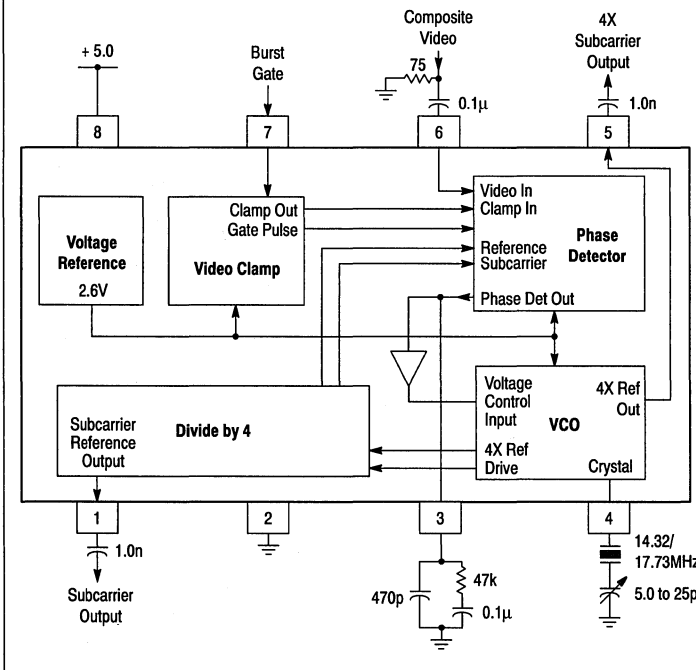 Composite
Video
4X
Subcarrier
Output
+ 5.0
Burst
Gate
75
0.1µ
1.0n
8
7
6
5
Voltage
Reference
2.6V
Clamp Out
Gate Pulse
Video Clamp
Video In
Clamp In
Reference
Subcarrier
Phase Det Out
Phase
Detector
Subcarrier
Reference
Output
Divide by 4
Voltage
Control
Input
4X Ref
Out
VCO
4X Ref
Drive
Crystal
1
2
3
4
1.0n
Subcarrier
Output
470p
47k
0.1µ
14.32/
17.73MHz
5.0 to 25p